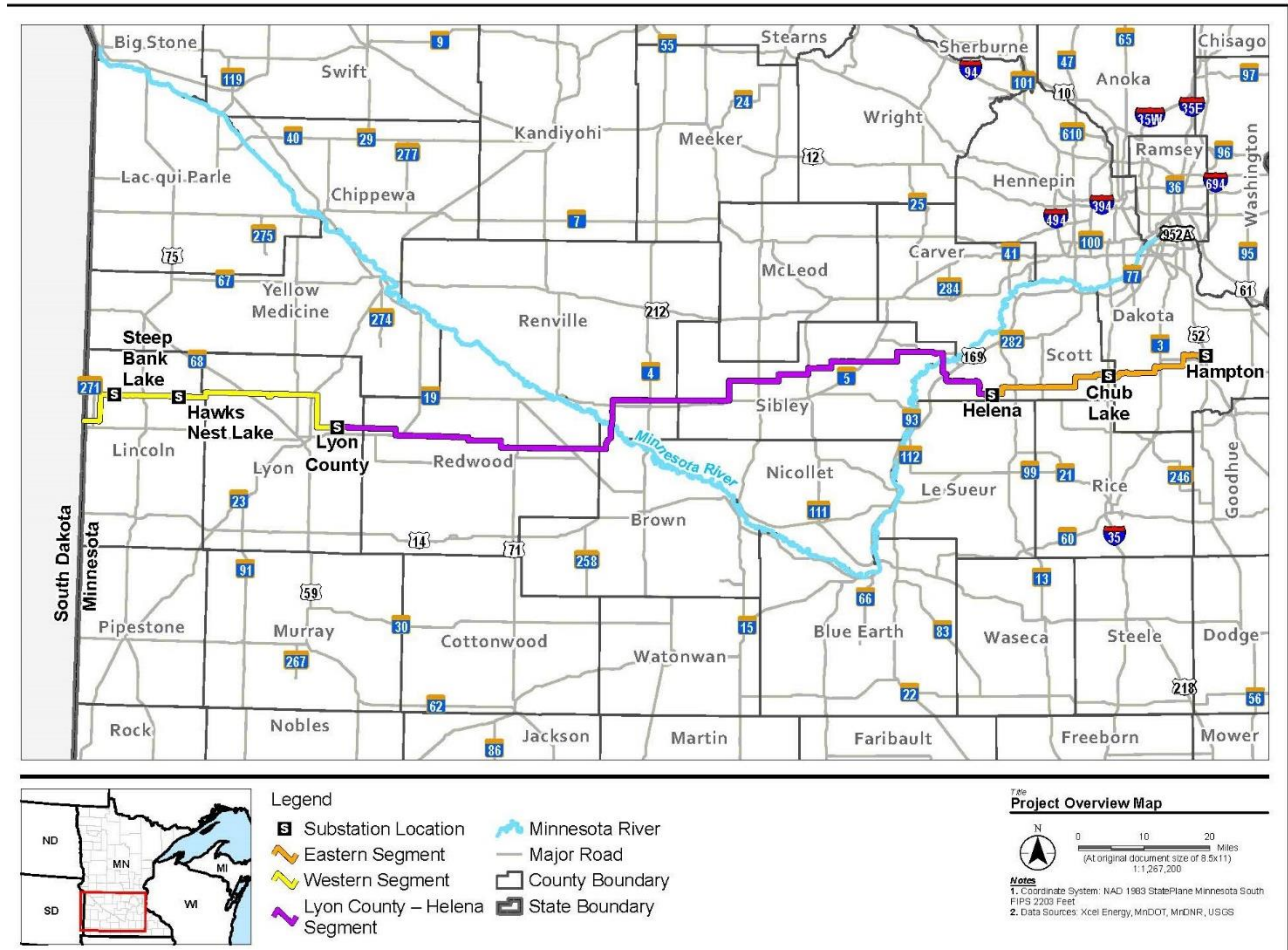 Big Stone
9
55
Stearns
Sherburne
65
Chisago
119
Swift
94
101
47
Anoka
97
24
10
35W
35E
40
29
277
Kandiyohi
Meeker
Wright
610
Ramsey
96
Lac qui Parle
Chippewa
12
Hennepin
36
694
Washington
7
25
494
394
275
75
100
952A
67
Carver
41
95
Yellow
Medicine
McLeod
284
77
61
274
Renville
212
Dakota
Steep
Bank
Lake
68
282
Scott
3
52
Hampton
271
4
169
19
5
Hawks
Nest Lake
Sibley
Helena
Chub
Lake
Lyon
County
93
Lincoln
Lyon
Redwood
Minnesota River
Nicollet
112
Le Sueur
99
21
Rice
246
Goodhue
23
111
Brown
14
71
60
35
South Dakota
Minnesota
258
91
59
66
13
Pipestone
Murray
30
Cottonwood
15
Blue Earth
83
Waseca
Steele
Dodge
267
Watonwan
62
22
218
56
Rock
Nobles
86
Jackson
Martin
Faribault
Freeborn
Mower
ND
MN
SD
WI
MI
Legend
S Substation Location
Eastern Segment
Western Segment
Lyon County – Helena
Segment
Minnesota River
Major Road
County Boundary
State Boundary
Title
Project Overview Map
N
0 10 20
Miles
(At original document size of 8.5x11)
1:1,267,200
Notes
1. Coordinate System: NAD 1983 StatePlane Minnesota South
FIPS 2203 Feet
2. Data Sources: Xcel Energy, MnDOT, MnDNR, USGS